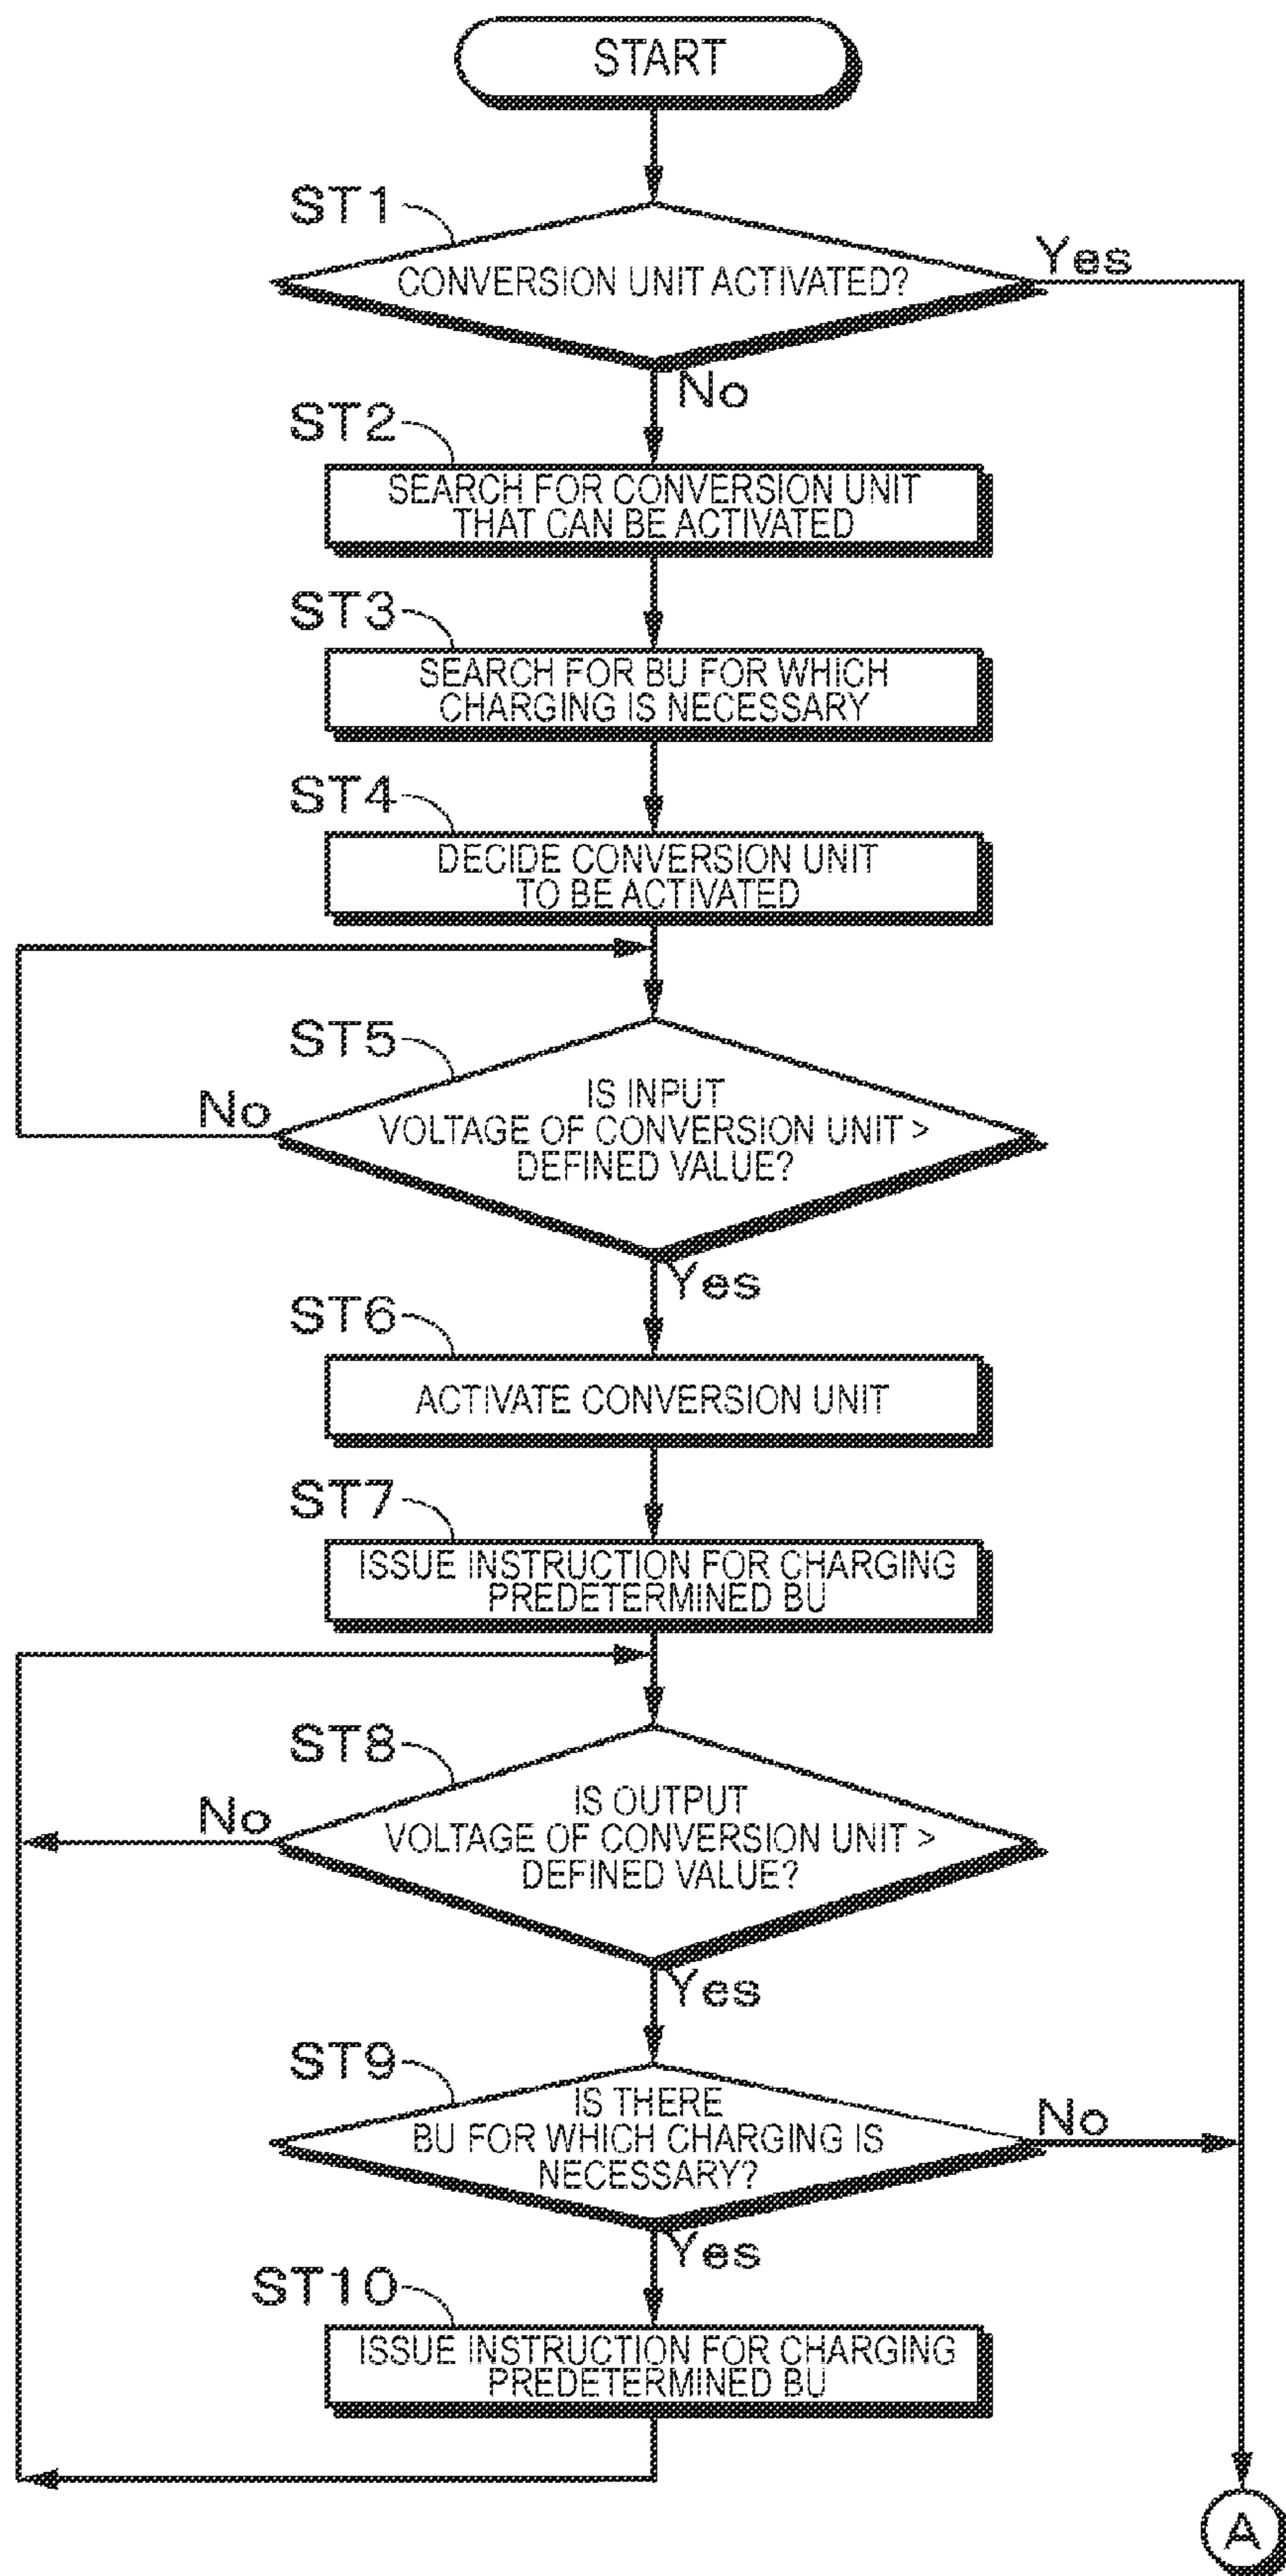 START
ST1
CONVERSION UNIT ACTIVATED?
Yes
No
ST2
SEARCH FOR CONVERSION UNIT
THAT CAN BE ACTIVATED
ST3
SEARCH FOR BU FOR WHICH
CHARGING IS NECESSARY
ST4
DECIDE CONVERSION UNIT
TO BE ACTIVATED
ST5
No
IS INPUT
VOLTAGE OF CONVERSION UNIT >
DEFINED VALUE?
Yes
ST6
ACTIVATE CONVERSION UNIT
ST7
ISSUE INSTRUCTION FOR CHARGING
PREDETERMINED BU
ST8
No
IS OUTPUT
VOLTAGE OF CONVERSION UNIT >
DEFINED VALUE?
Yes
ST9
IS THERE
BU FOR WHICH CHARGING IS
NECESSARY?
No
Yes
ST10
ISSUE INSTRUCTION FOR CHARGING
PREDETERMINED BU
A